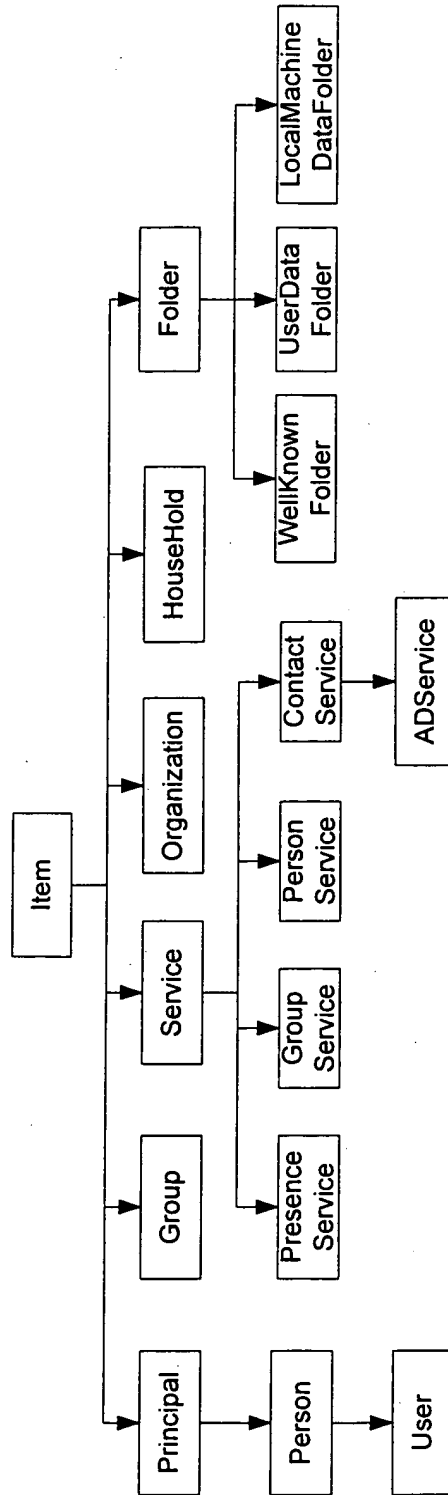 Item
Principal
Group
Service
Organization
HouseHold
Folder
Person
Presence
Service
Group
Service
Person
Service
Contact
Service
WellKnown
Folder
UserData
Folder
LocalMachine
DataFolder
User
ADService